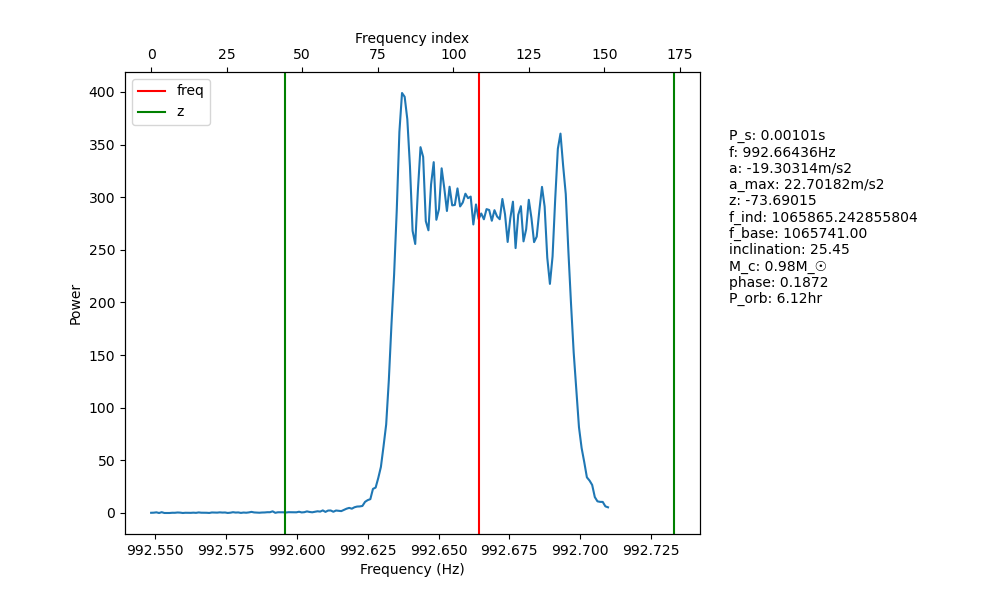 Frequency index
0 25 50 75 100 125 150 175
freq
z
400
350
300
250
200
150
100
50
0
Power
992.550 992.575 992.600 992.625 992.650 992.675 992.700 992.725
Frequency (Hz)
P_s: 0.00101s
f: 992.66436Hz
a: -19.30314m/s2
a_max: 22.70182m/s2
z: -73.69015
f_ind: 1065865.242855804
f_base: 1065741.00
inclination: 25.45
M_c: 0.98M_☉
phase: 0.1872
P_orb: 6.12hr